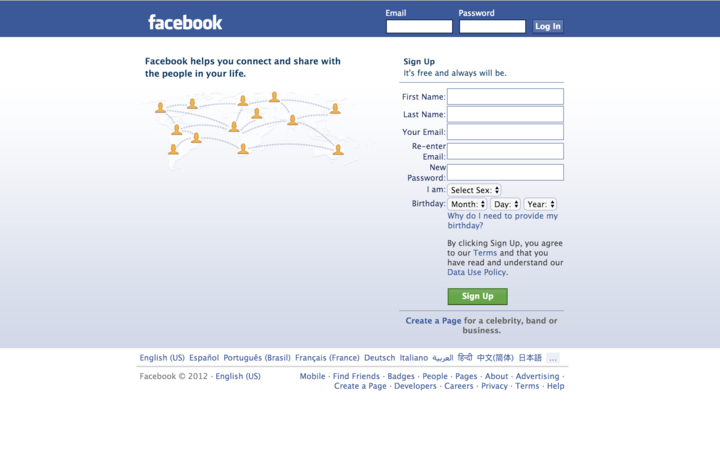 facebook
Email Password
Log In
Facebook helps you connect and share with
the people in your life.
Sign Up
It's free and always will be.
First Name:
Last Name:
Your Email:
Re-enter
Email:
New
Password:
I am: Select Sex:
Birthday: Month: Day: Year:
Why do I need to provide my
birthday?
By clicking Sign Up, you agree
to our Terms and that you
have read and understand our
Data Use Policy.
Sign Up
Create a Page for a celebrity, band or
business.
English (US) Español Português (Brasil) Français (France) Deutsch Italiano العربية हिन्दी 中文(简体) 日本語 ...
Facebook © 2012 · English (US)
Mobile · Find Friends · Badges · People · Pages · About · Advertising ·
Create a Page · Developers · Careers · Privacy · Terms · Help